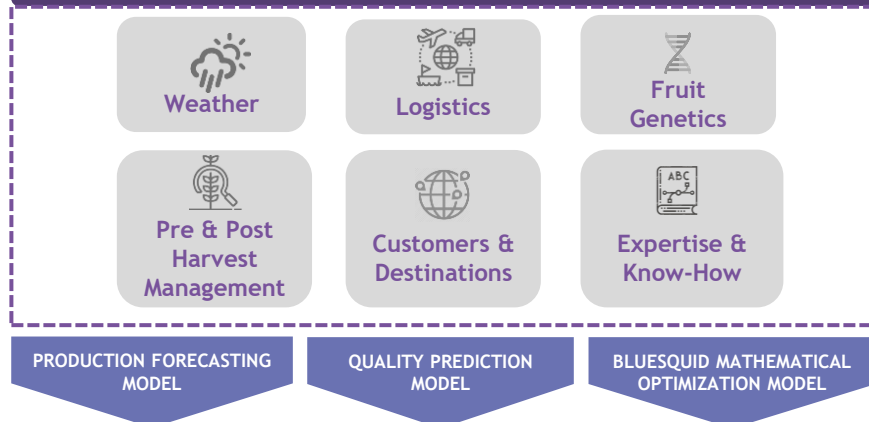 Weather
Logistics
Fruit
Genetics
Pre & Post
Harvest
Management
Customers &
Destinations
ABC
Expertise &
Know-How
PRODUCTION FORECASTING
MODEL
QUALITY PREDICTION
MODEL
BLUESQUID MATHEMATICAL
OPTIMIZATION MODEL